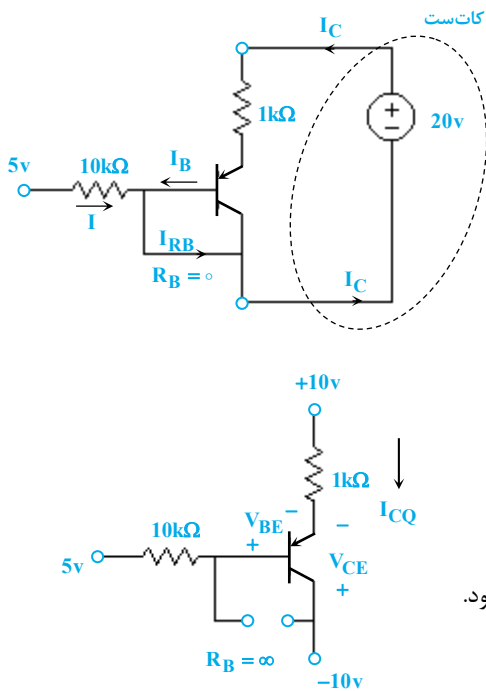 کات‌ست
I_C
1kΩ
20v
5v
10kΩ
I_B
I
I_RB
R_B = ∘
I_C
+10v
1kΩ
I_CQ
10kΩ
V_BE
5v
V_CE
R_B = ∞
−10v
ود.